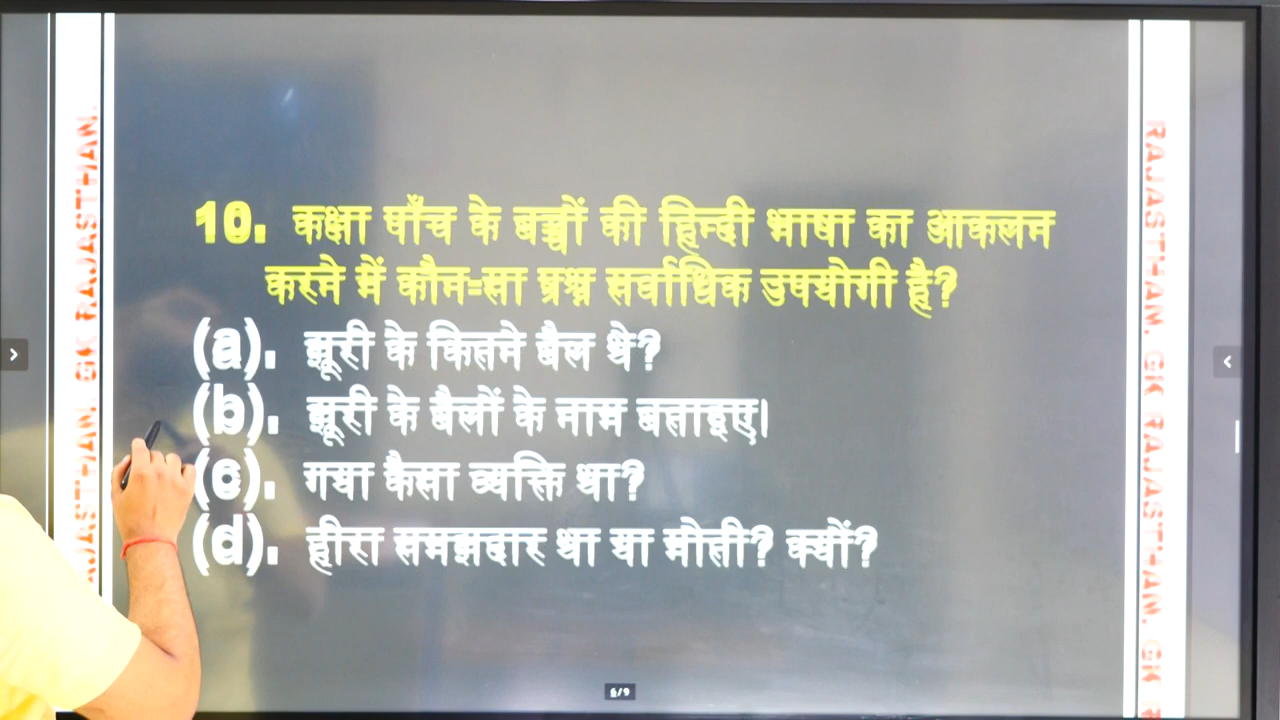 10. कक्षा पाँच के बच्चों की हिन्दी भाषा का आकलन
करने में कौन-सा प्रश्न सर्वाधिक उपयोगी है?
(a). झूरी के कितने बैल थे?
(b). झूरी के बैलों के नाम बताइए।
(c). गया कैसा व्यक्ति था?
(d). हीरा समझदार था या मोती? क्यों?
6/9
RAJASTHAN. GK RAJASTHAN.
RAJASTHAN. GK RAJASTHAN. GK